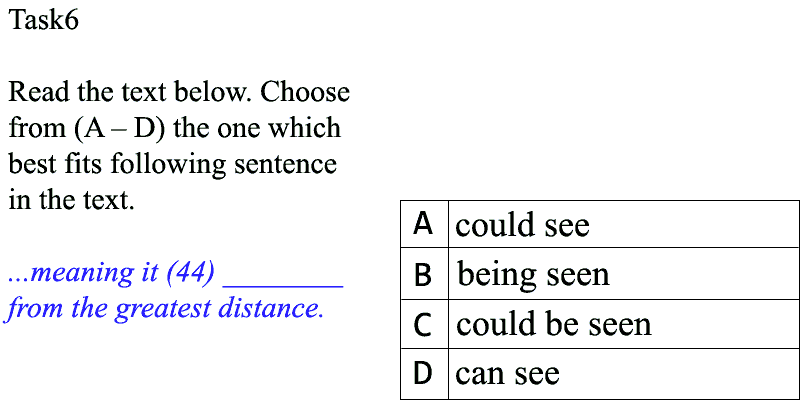 Task6
Read the text below. Choose
from (A – D) the one which
best fits following sentence
in the text.
...meaning it (44) ________
from the greatest distance.
A could see
B being seen
C could be seen
D can see